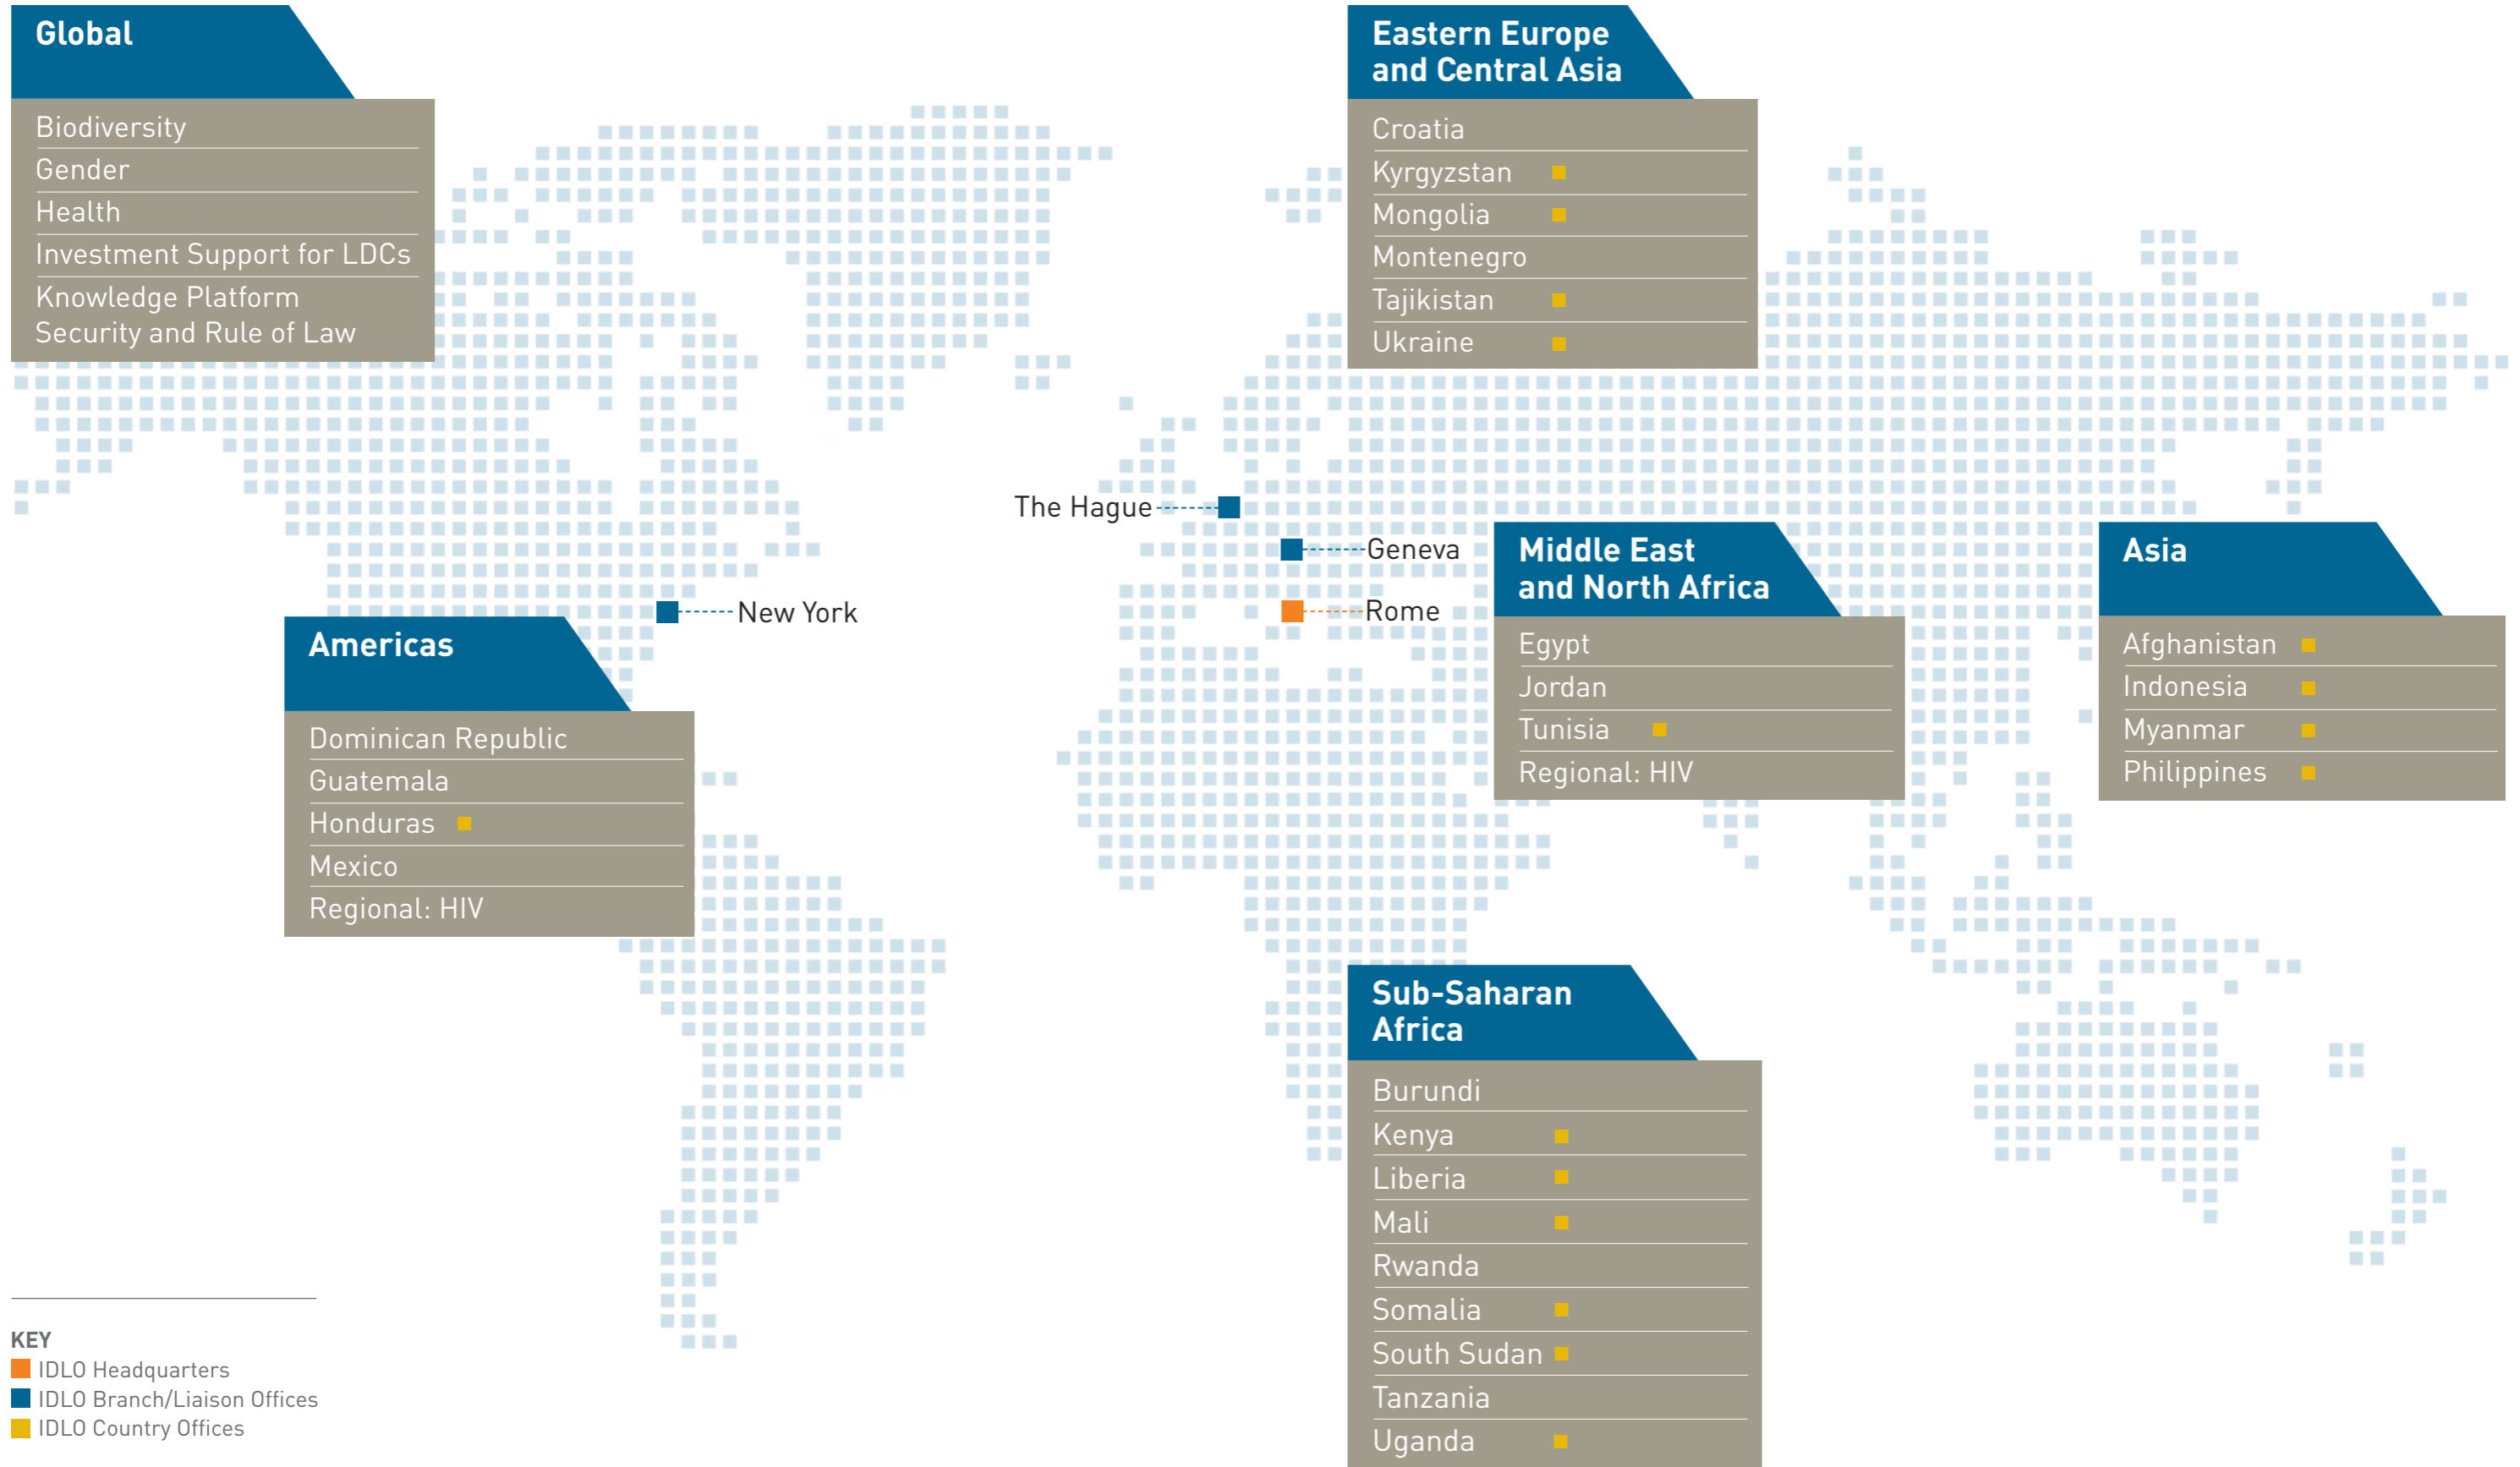 Global
Biodiversity
Gender
Health
Investment Support for LDCs
Knowledge Platform
Security and Rule of Law
Eastern Europe
and Central Asia
Croatia
Kyrgyzstan
Mongolia
Montenegro
Tajikistan
Ukraine
The Hague
Geneva
Rome
New York
Americas
Dominican Republic
Guatemala
Honduras
Mexico
Regional: HIV
Middle East
and North Africa
Egypt
Jordan
Tunisia
Regional: HIV
Asia
Afghanistan
Indonesia
Myanmar
Philippines
Sub-Saharan
Africa
Burundi
Kenya
Liberia
Mali
Rwanda
Somalia
South Sudan
Tanzania
Uganda
KEY
IDLO Headquarters
IDLO Branch/Liaison Offices
IDLO Country Offices